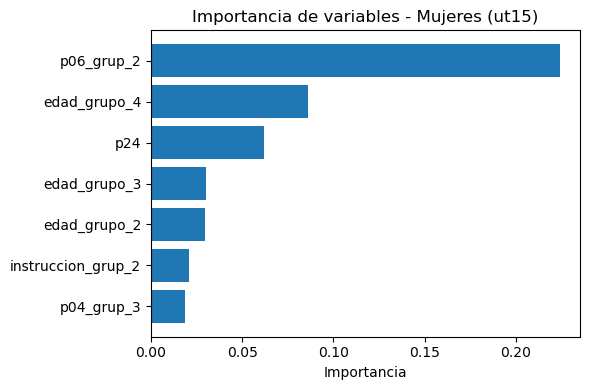 Importancia de variables - Mujeres (ut15)
p06_grup_2
edad_grupo_4
p24
edad_grupo_3
edad_grupo_2
instruccion_grup_2
p04_grup_3
0.00 0.05 0.10 0.15 0.20
Importancia